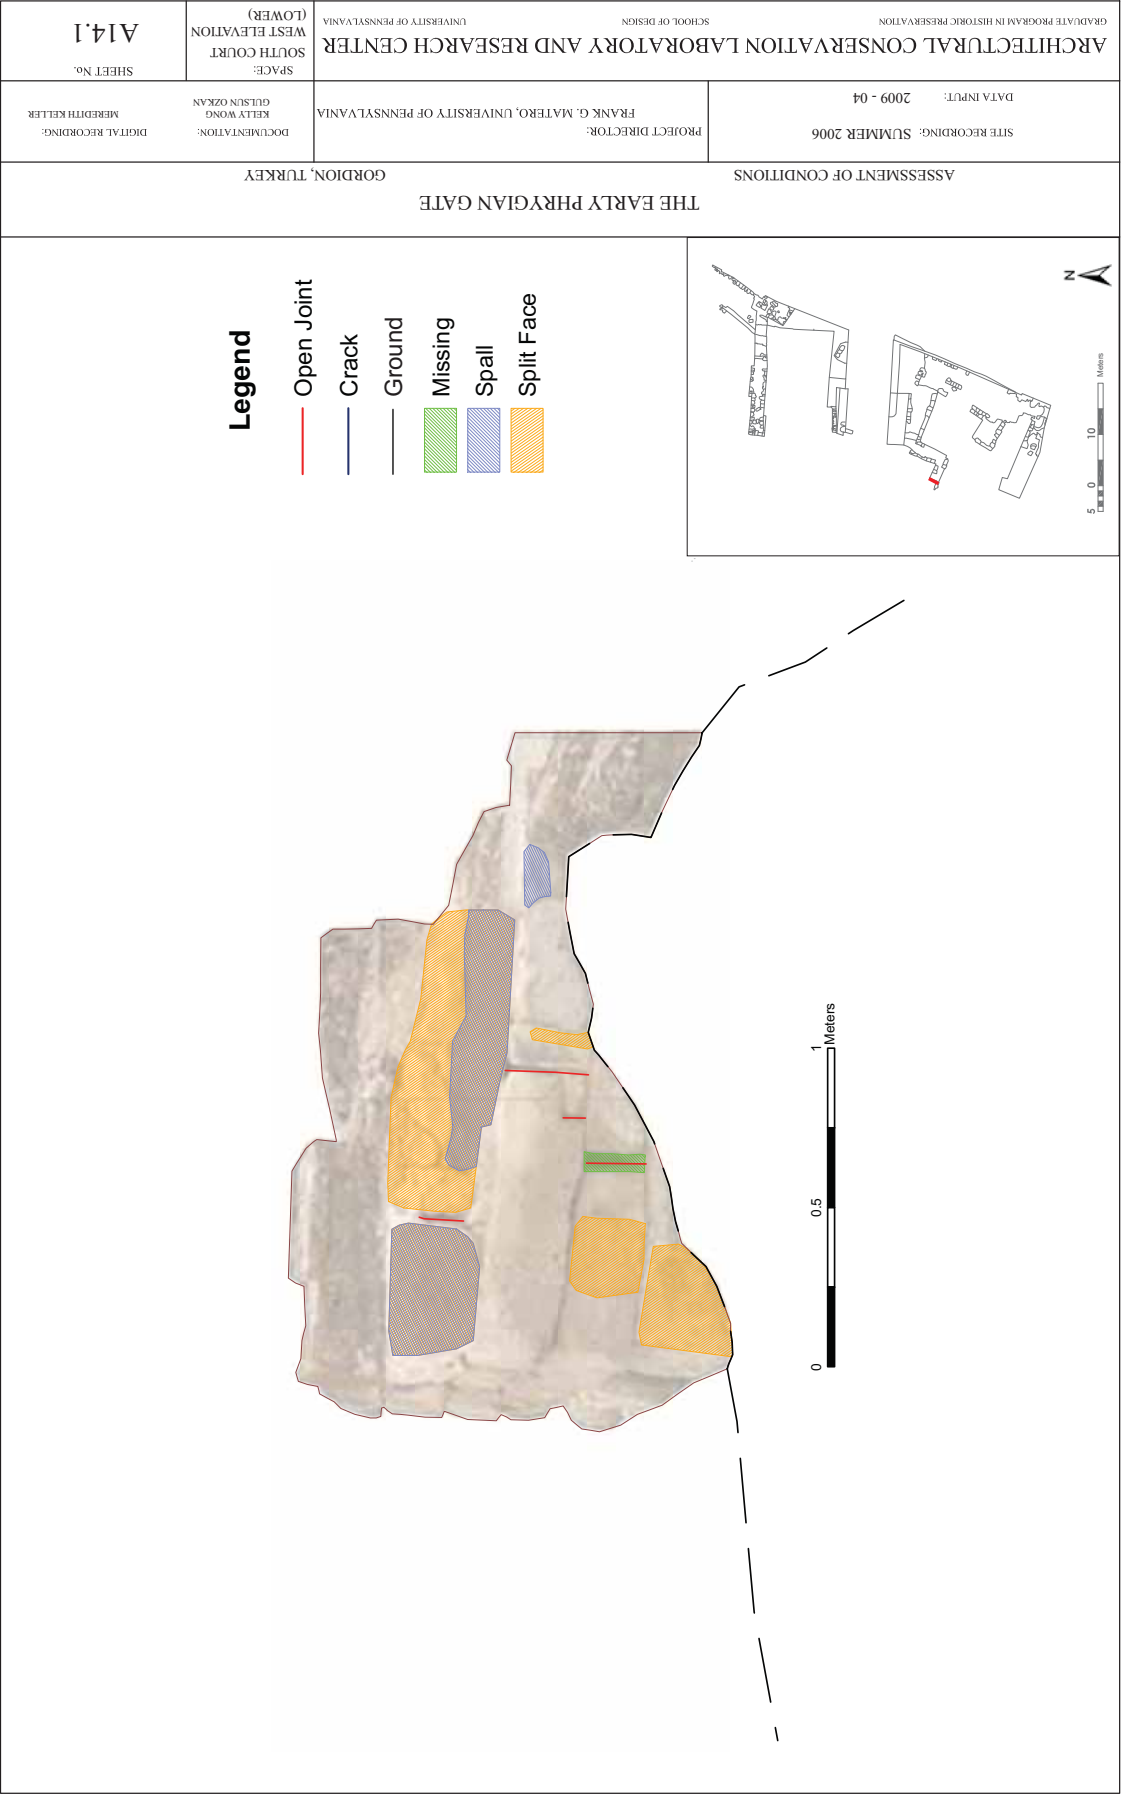 THE EARLY PHRYGIAN GATE
ASSESSMENT OF CONDITIONS
GORDION, TURKEY
SITE RECORDING: SUMMER 2006
DATA INPUT: 2009 - 04
PROJECT DIRECTOR:
FRANK G. MATERO, UNIVERSITY OF PENNSYLVANIA
DOCUMENTATION:
KELLY WONG
GULSUN OZKAN
DIGITAL RECORDING:
MEREDITH KELLER
ARCHITECTURAL CONSERVATION LABORATORY AND RESEARCH CENTER
GRADUATE PROGRAM IN HISTORIC PRESERVATION
SCHOOL OF DESIGN
UNIVERSITY OF PENNSYLVANIA
SPACE:
SOUTH COURT
WEST ELEVATION
(LOWER)
SHEET No.
A14.1
Legend
Open Joint
Crack
Ground
Missing
Spall
Split Face
N
5 0 10 Meters
0 0.5 1
Meters